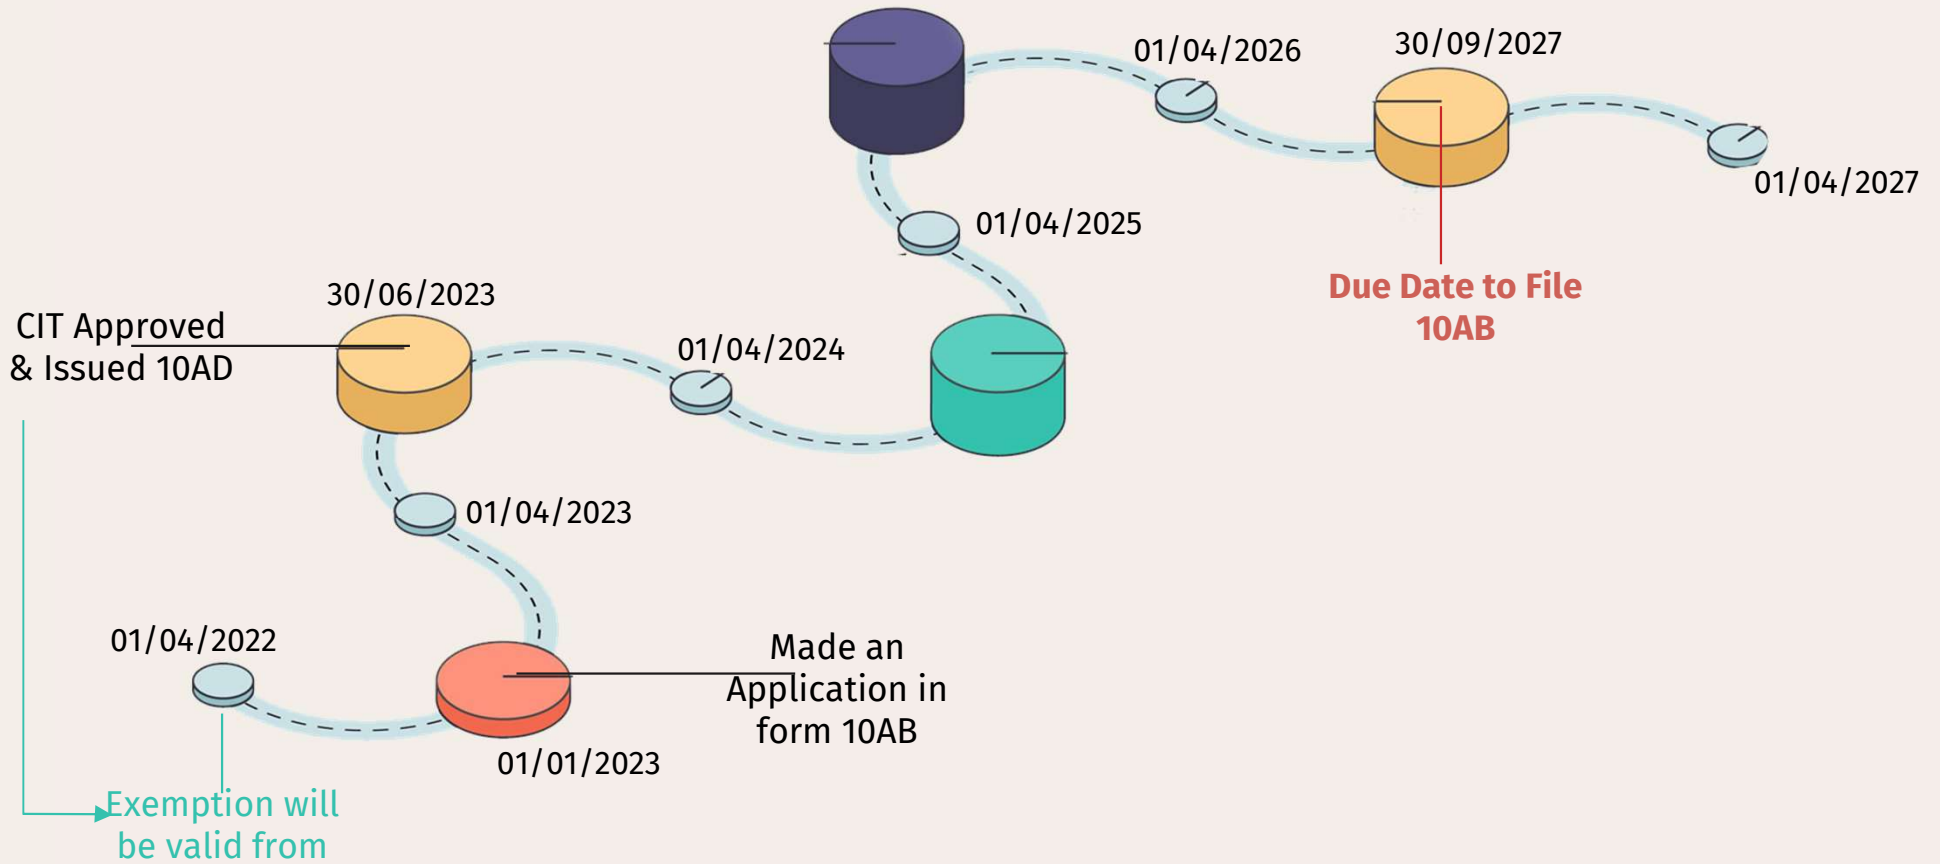 01/04/2026
30/09/2027
01/04/2027
01/04/2025
Due Date to File
10AB
30/06/2023
CIT Approved
& Issued 10AD
01/04/2024
01/04/2023
01/04/2022
Made an
Application in
form 10AB
01/01/2023
Exemption will
be valid from